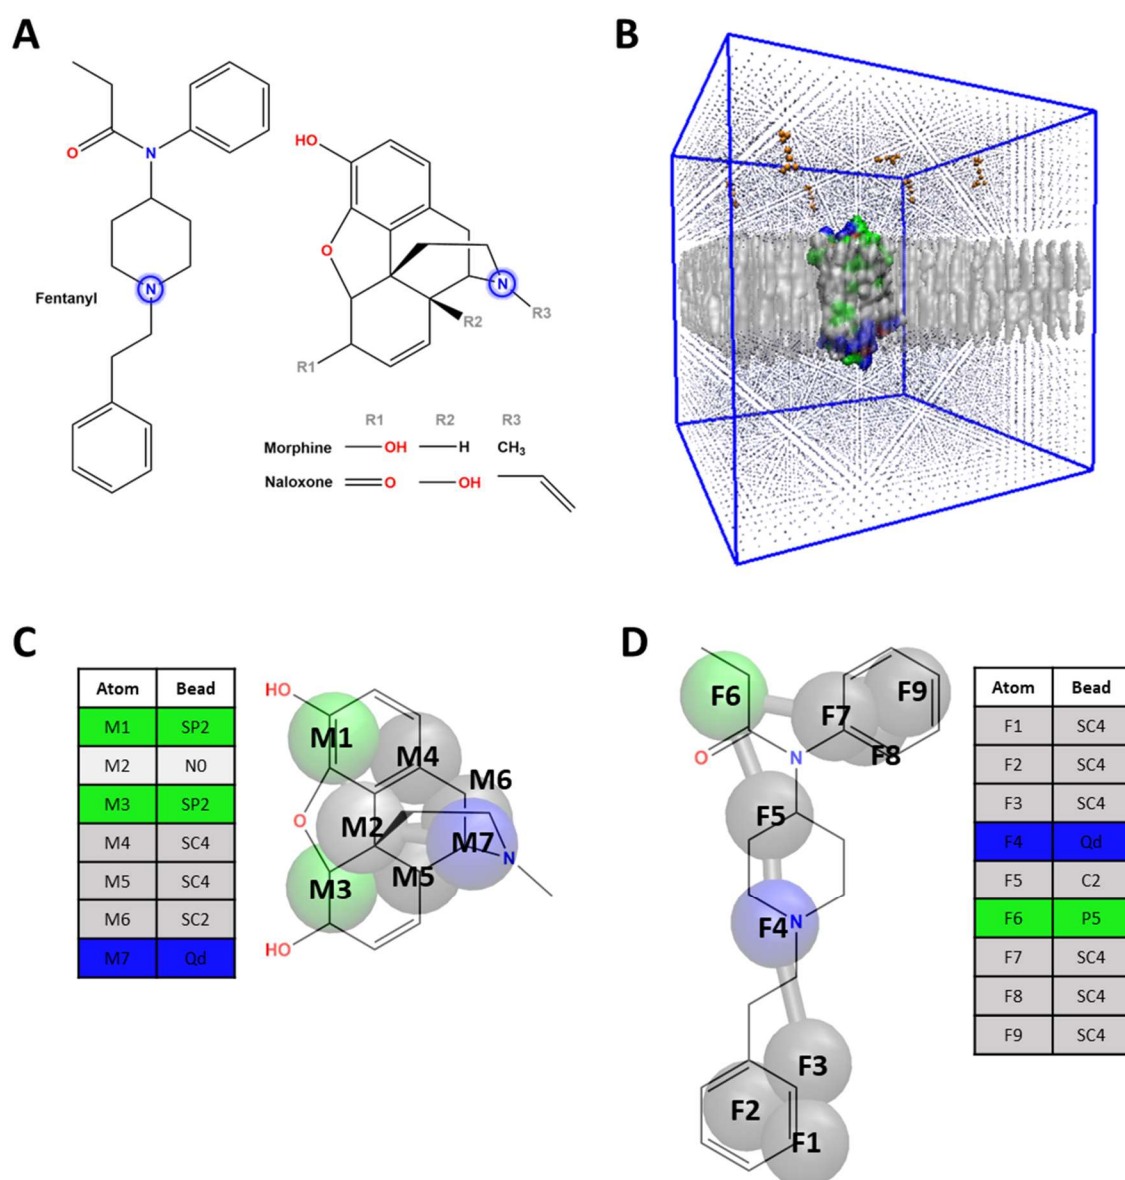 A
B
O
N
N
Fentanyl
HO
O
N
R3
R2
R1
R1 R2 R3
Morphine OH H CH3
Naloxone O OH
C
Atom Bead
M1 SP2
M2 N0
M3 SP2
M4 SC4
M5 SC4
M6 SC2
M7 Qd
HO
M1
M4
M6
O
M2
M7
N
M5
M3
HO
D
F6
F9
F7
O
N
F8
F5
N
F4
F3
F2
F1
Atom Bead
F1 SC4
F2 SC4
F3 SC4
F4 Qd
F5 C2
F6 P5
F7 SC4
F8 SC4
F9 SC4